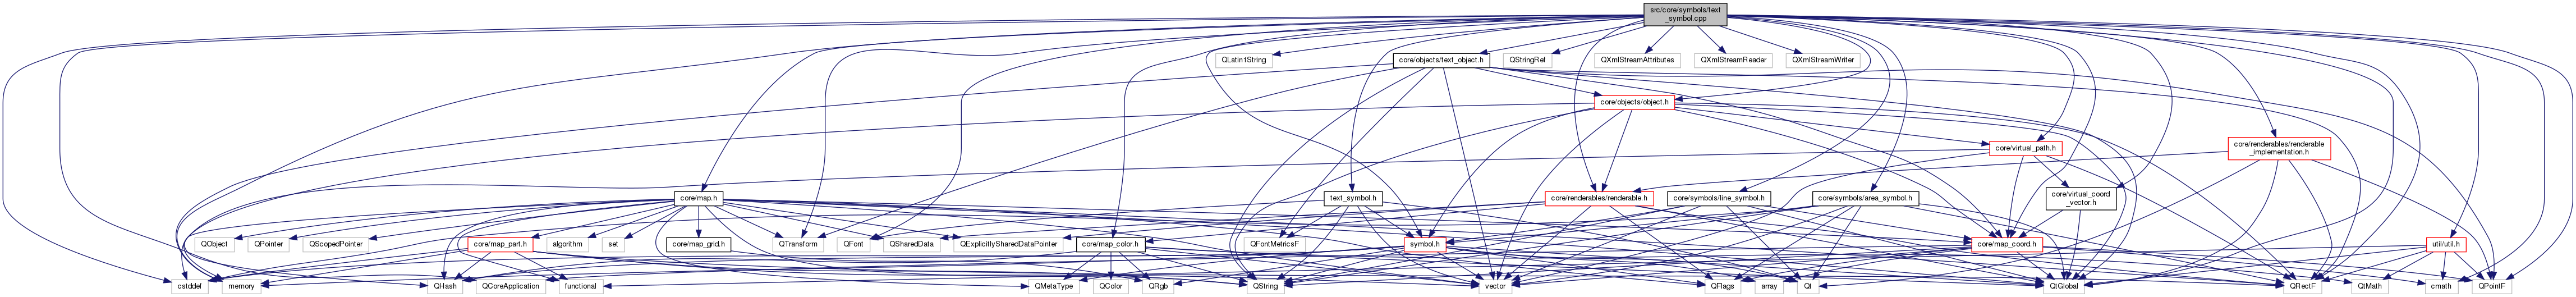 src/core/symbols/text
_symbol.cpp
QLatin1String
core/objects/text_object.h
QStringRef
QXmlStreamAttributes
QXmlStreamReader
QXmlStreamWriter
core/objects/object.h
core/virtual_path.h
core/renderables/renderable
_implementation.h
core/map.h
text_symbol.h
core/renderables/renderable.h
core/symbols/line_symbol.h
core/symbols/area_symbol.h
core/virtual_coord
_vector.h
QObject
QPointer
QScopedPointer
core/map_part.h
algorithm
set
core/map_grid.h
QTransform
QFont
QSharedData
QExplicitlySharedDataPointer
core/map_color.h
QFontMetricsF
symbol.h
core/map_coord.h
util/util.h
cstddef
memory
QHash
QCoreApplication
functional
QMetaType
QColor
QRgb
QString
vector
QFlags
array
Qt
QtGlobal
QRectF
QtMath
cmath
QPointF